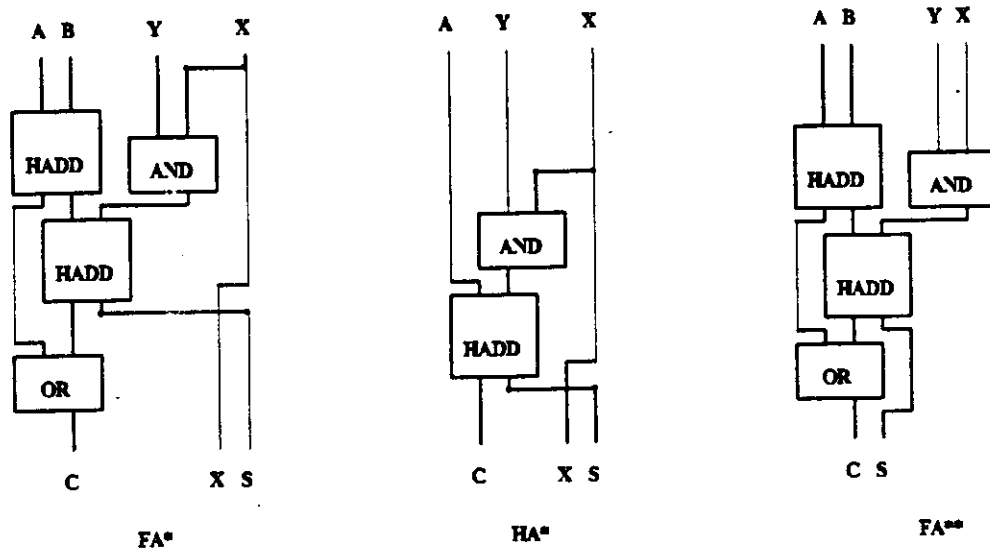 A B Y X
HADD
AND
HADD
OR
C X S
FA*
A Y X
AND
HADD
C X S
HA*
A B Y X
HADD
AND
HADD
OR
C S
FA**